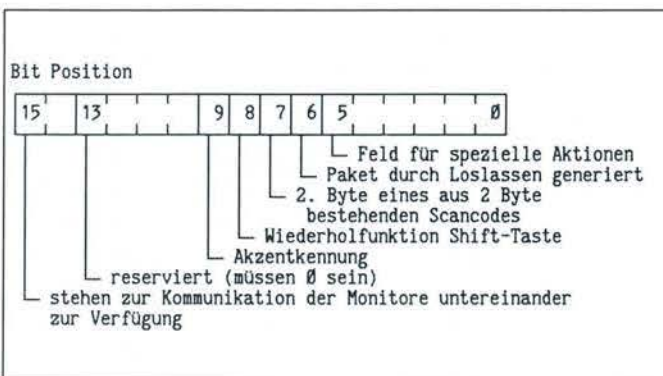 Bit Position
15 13 9 8 7 6 5 Ø
Feld für spezielle Aktionen
Paket durch Loslassen generiert
2. Byte eines aus 2 Byte
bestehenden Scancodes
Wiederholfunktion Shift-Taste
Akzentkennung
reserviert (müssen Ø sein)
stehen zur Kommunikation der Monitore untereinander
zur Verfügung